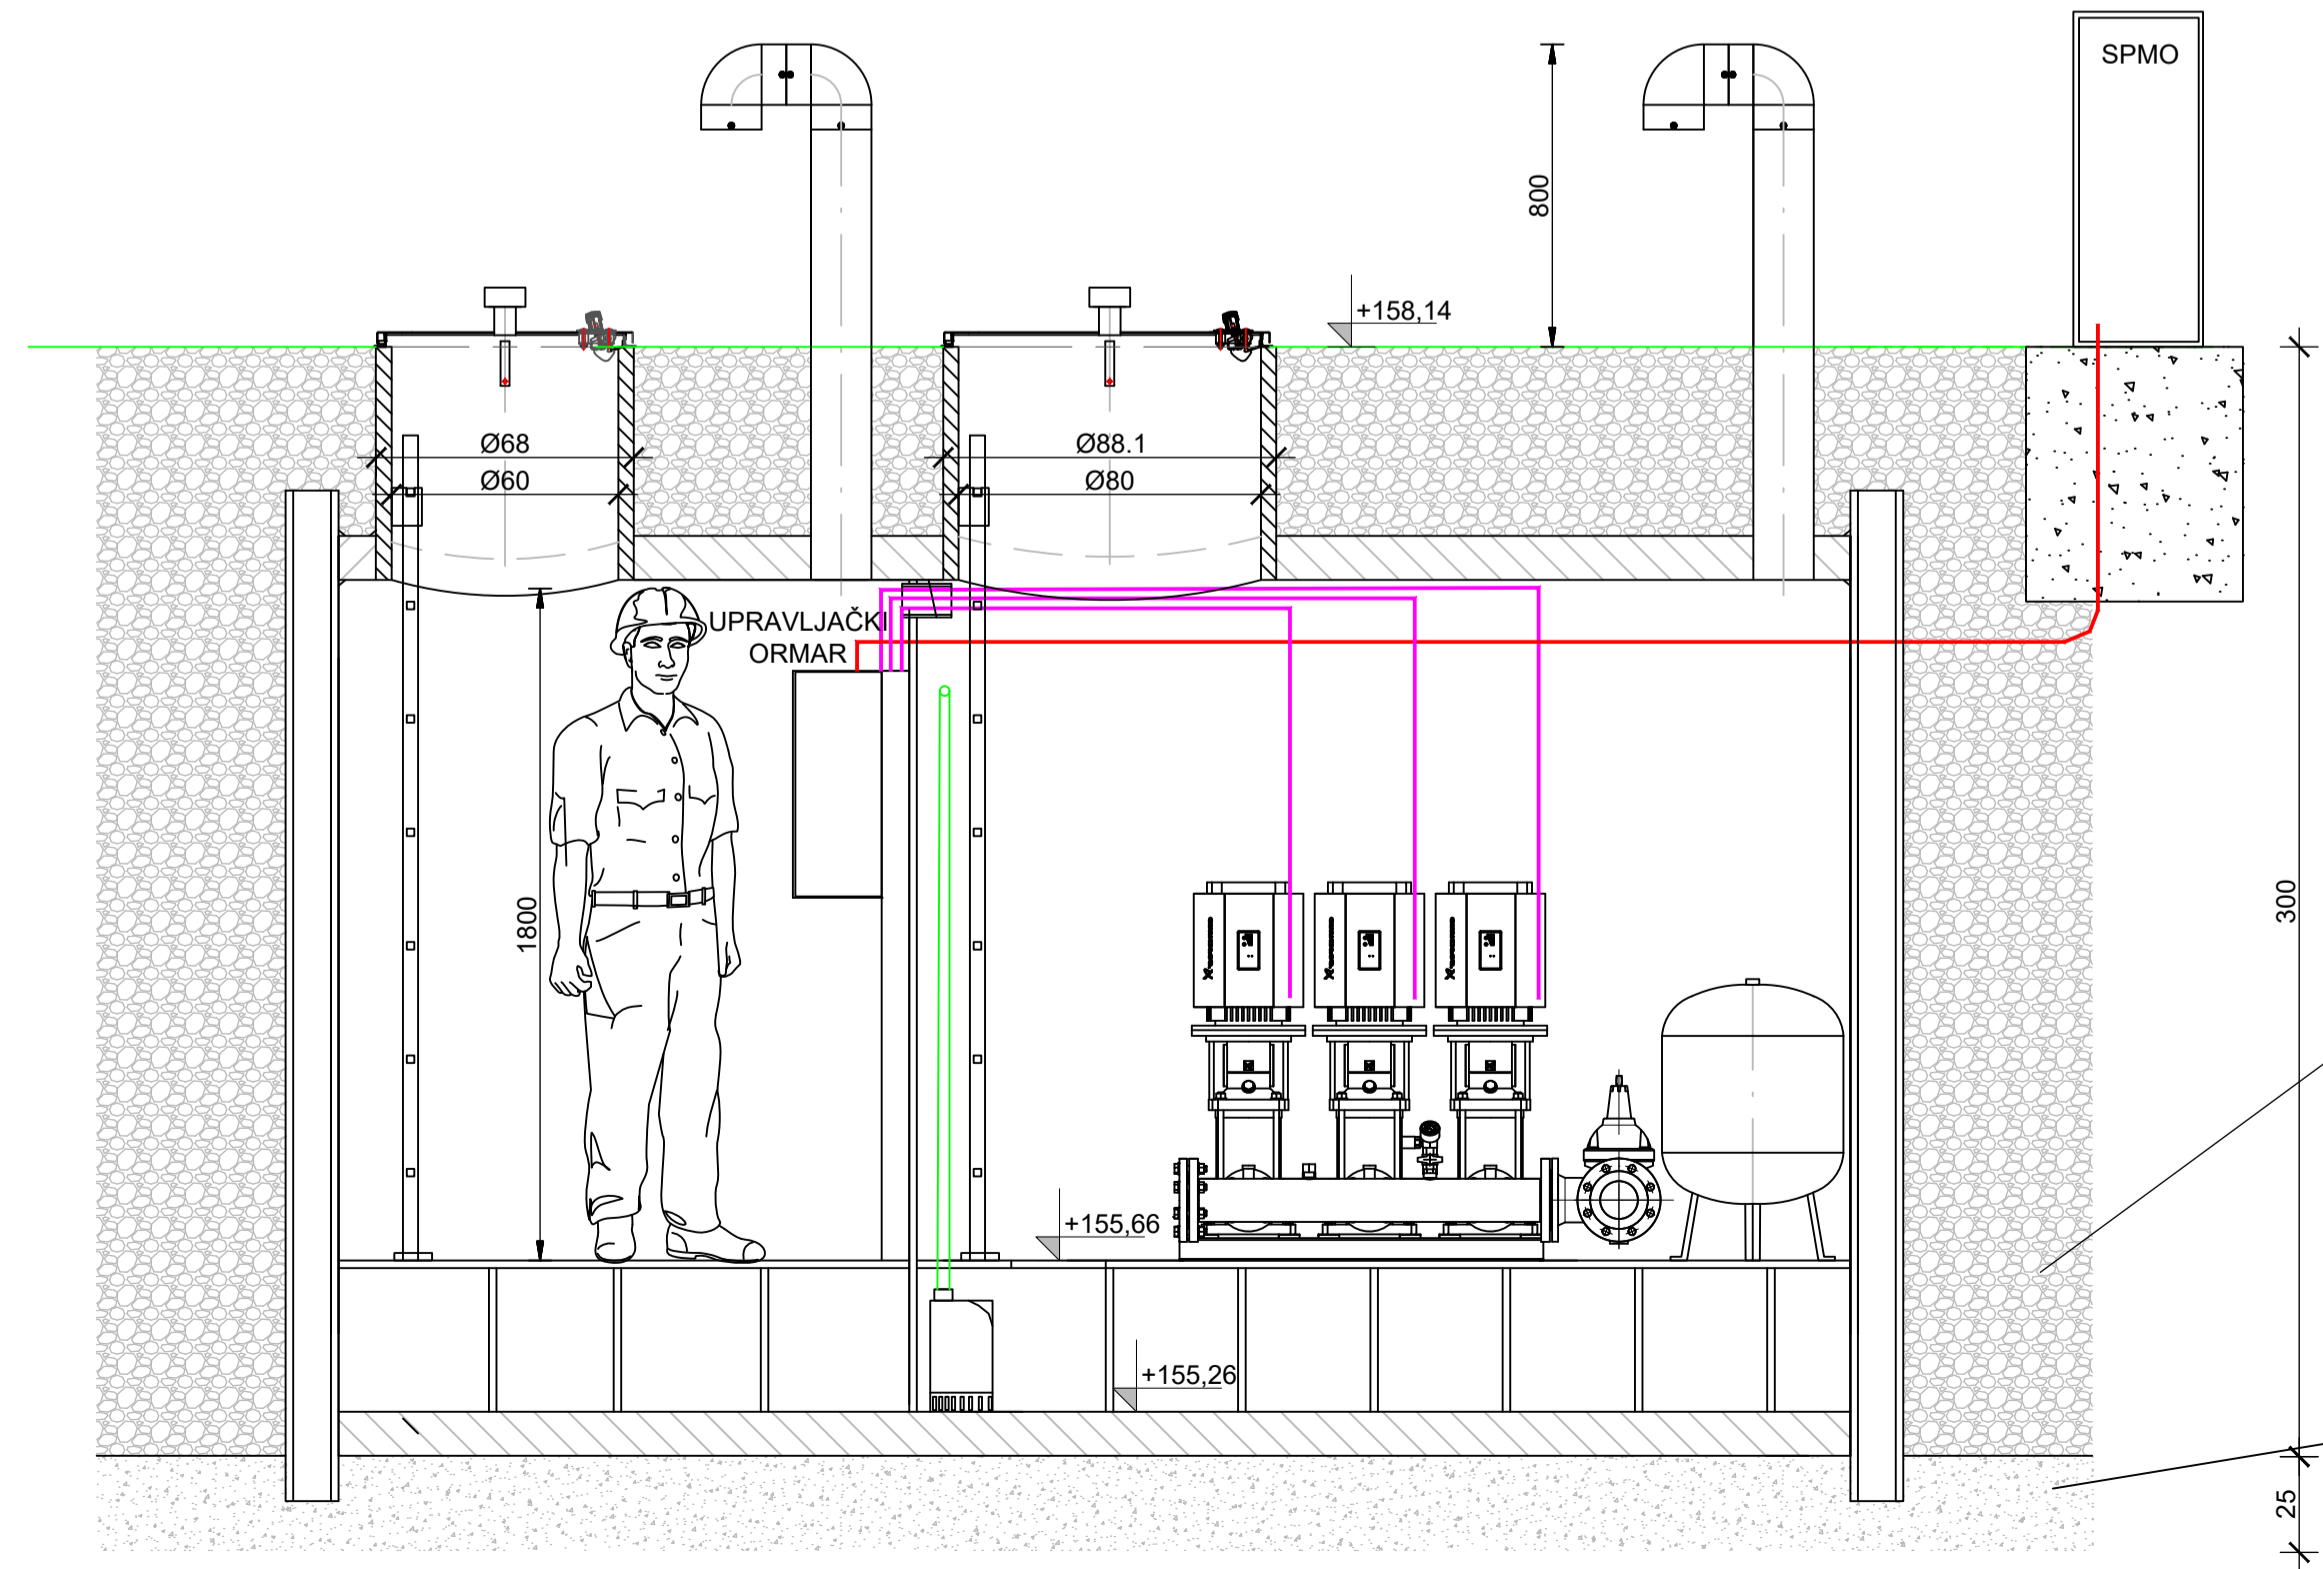 SPMO
800
+158,14
Ø68
Ø88.1
Ø60
Ø80
UPRAVLJAČKI
ORMAR
1800
300
+155,66
+155,26
25